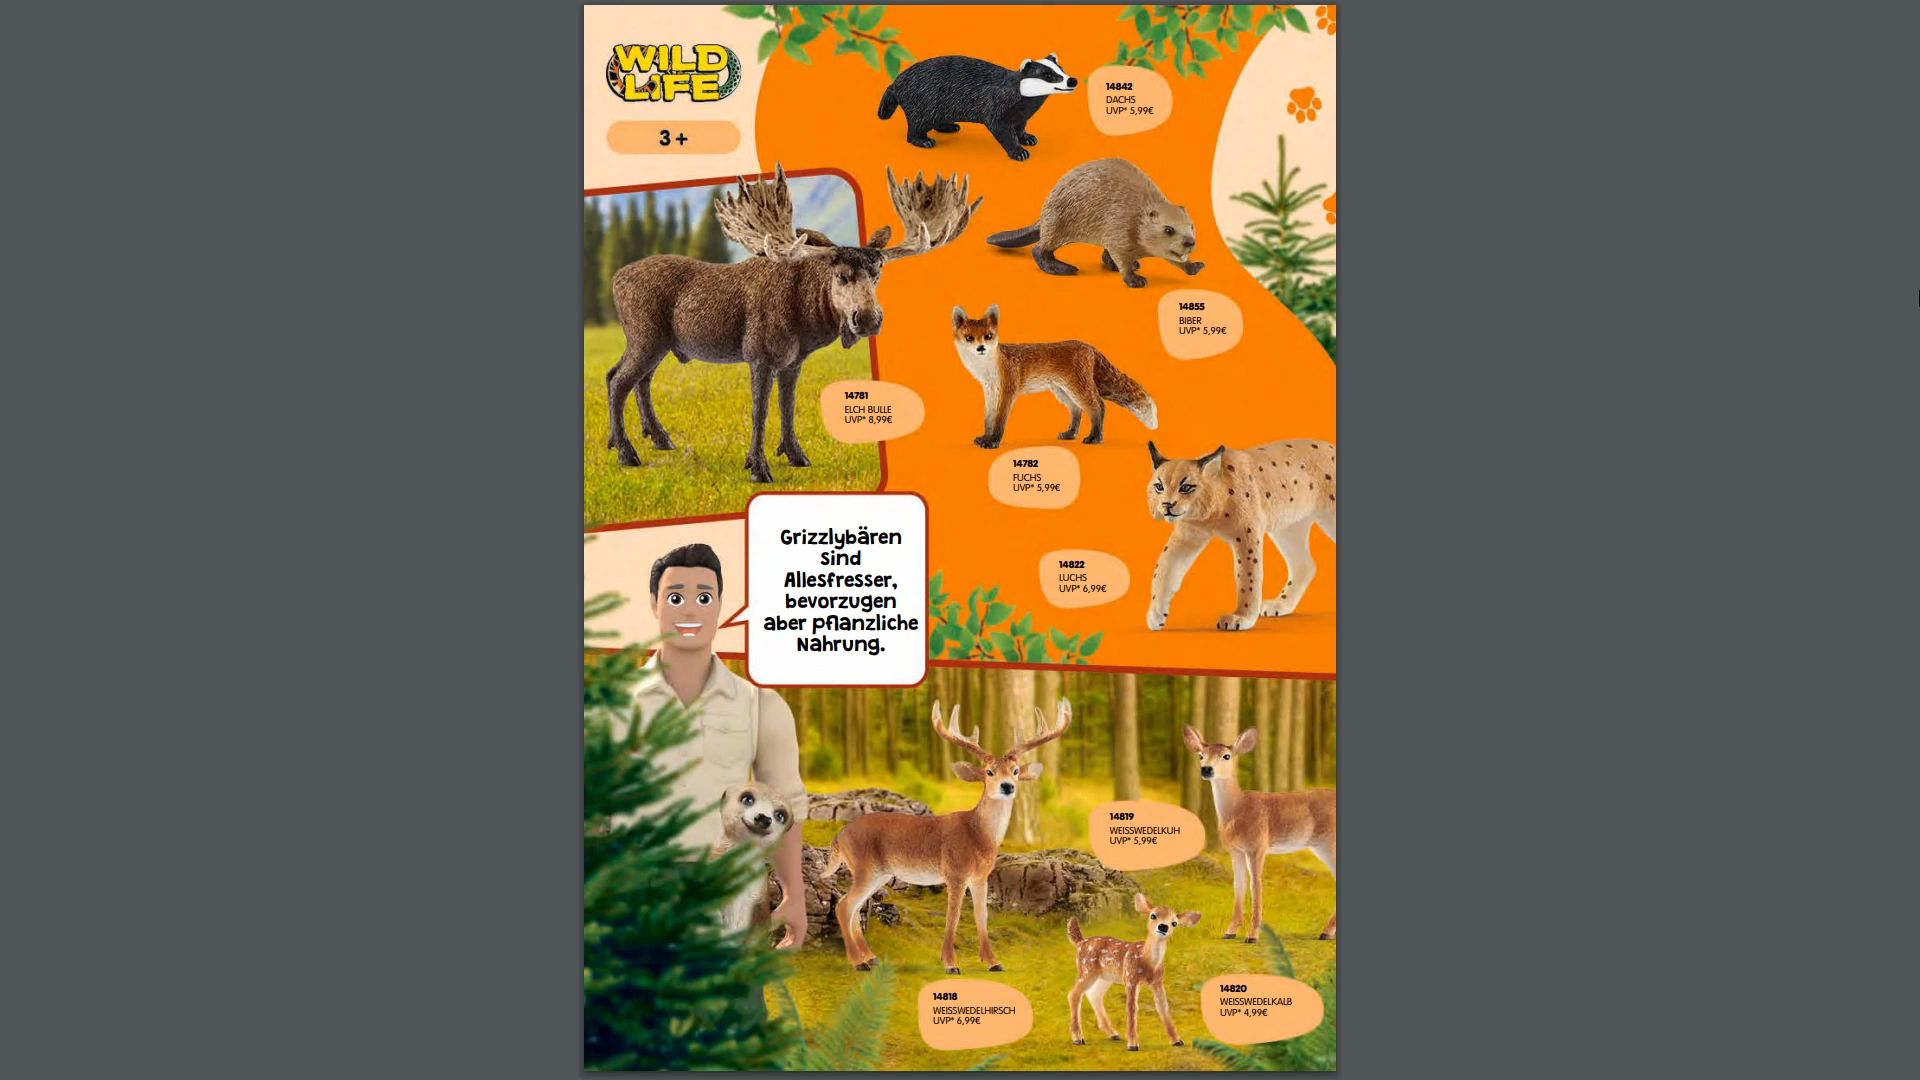 WILD
LIFE
3+
14842
DACHS
UVP* 5,99€
14855
BIBER
UVP* 5,99€
14781
ELCH BULLE
UVP* 8,99€
14782
FUCHS
UVP* 5,99€
14822
LUCHS
UVP* 6,99€
Grizzlybären
sind
Allesfresser,
bevorzugen
aber pflanzliche
Nahrung.
14819
WEISSWEDELKUH
UVP* 5,99€
14818
WEISSWEDELHIRSCH
UVP* 6,99€
14820
WEISSWEDELKALB
UVP* 4,99€